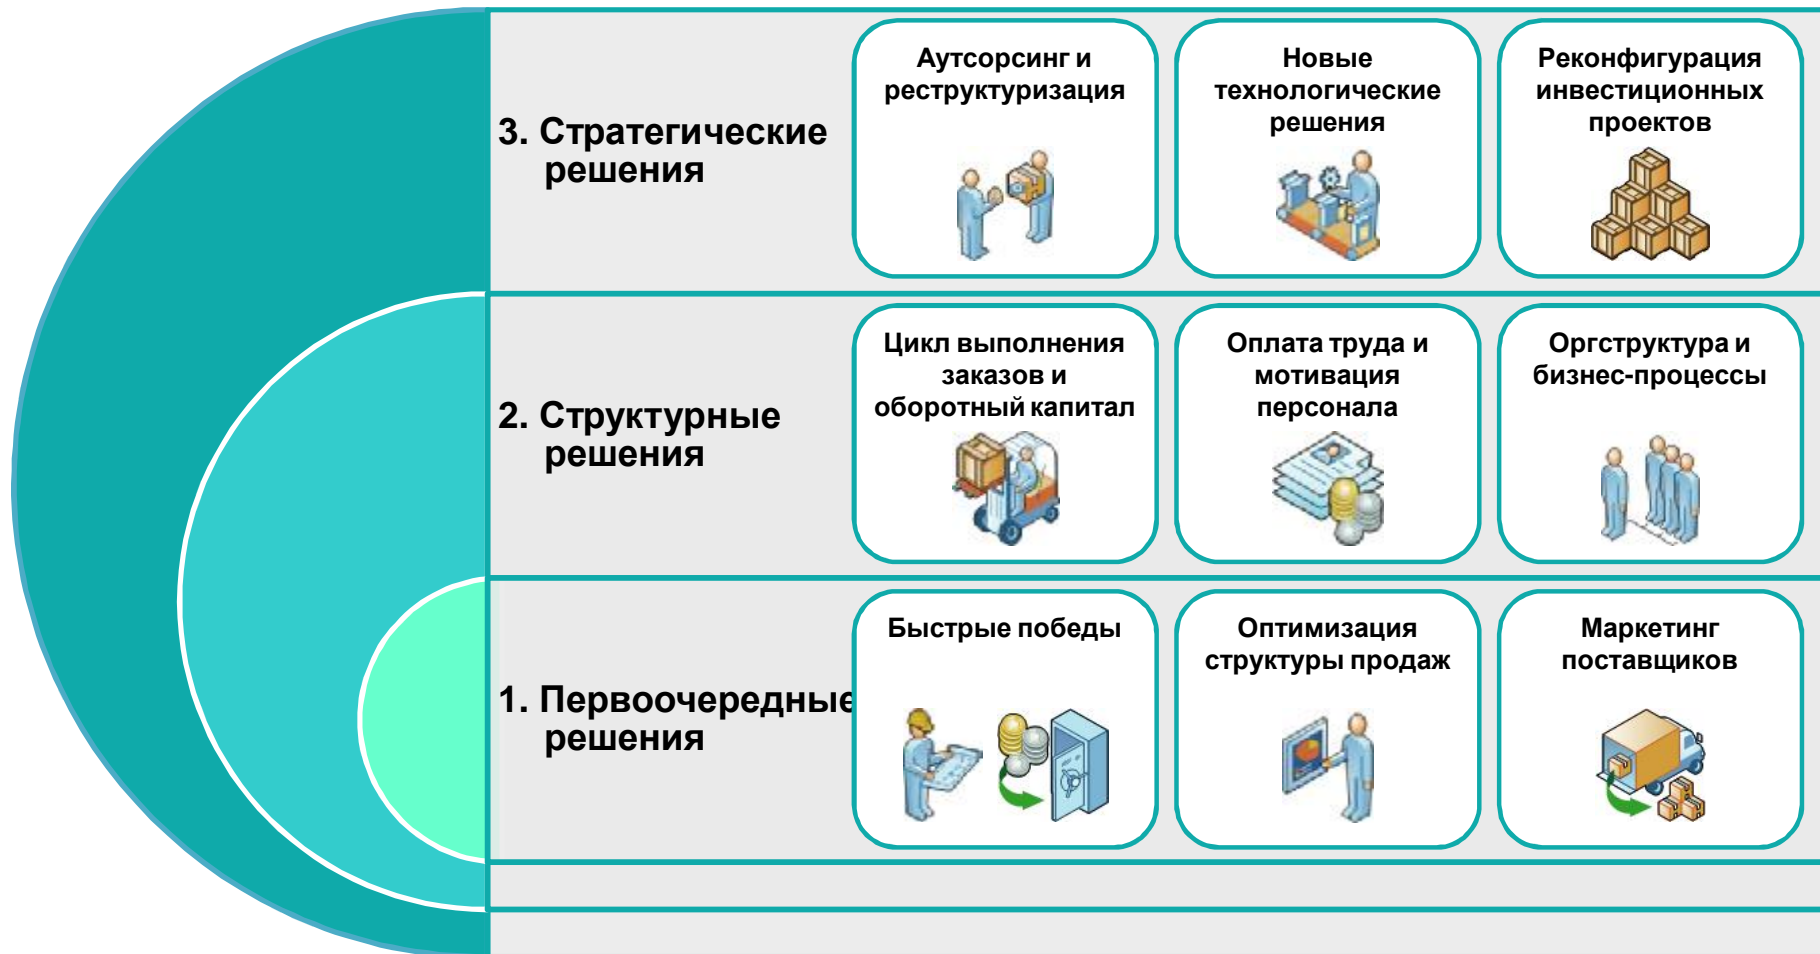 3. Стратегические
решения
Аутсорсинг и
реструктуризация
Новые
технологические
решения
Реконфигурация
инвестиционных
проектов
2. Структурные
решения
Цикл выполнения
заказов и
оборотный капитал
Оплата труда и
мотивация
персонала
Оргструктура и
бизнес-процессы
1. Первоочередные
решения
Быстрые победы
Оптимизация
структуры продаж
Маркетинг
поставщиков